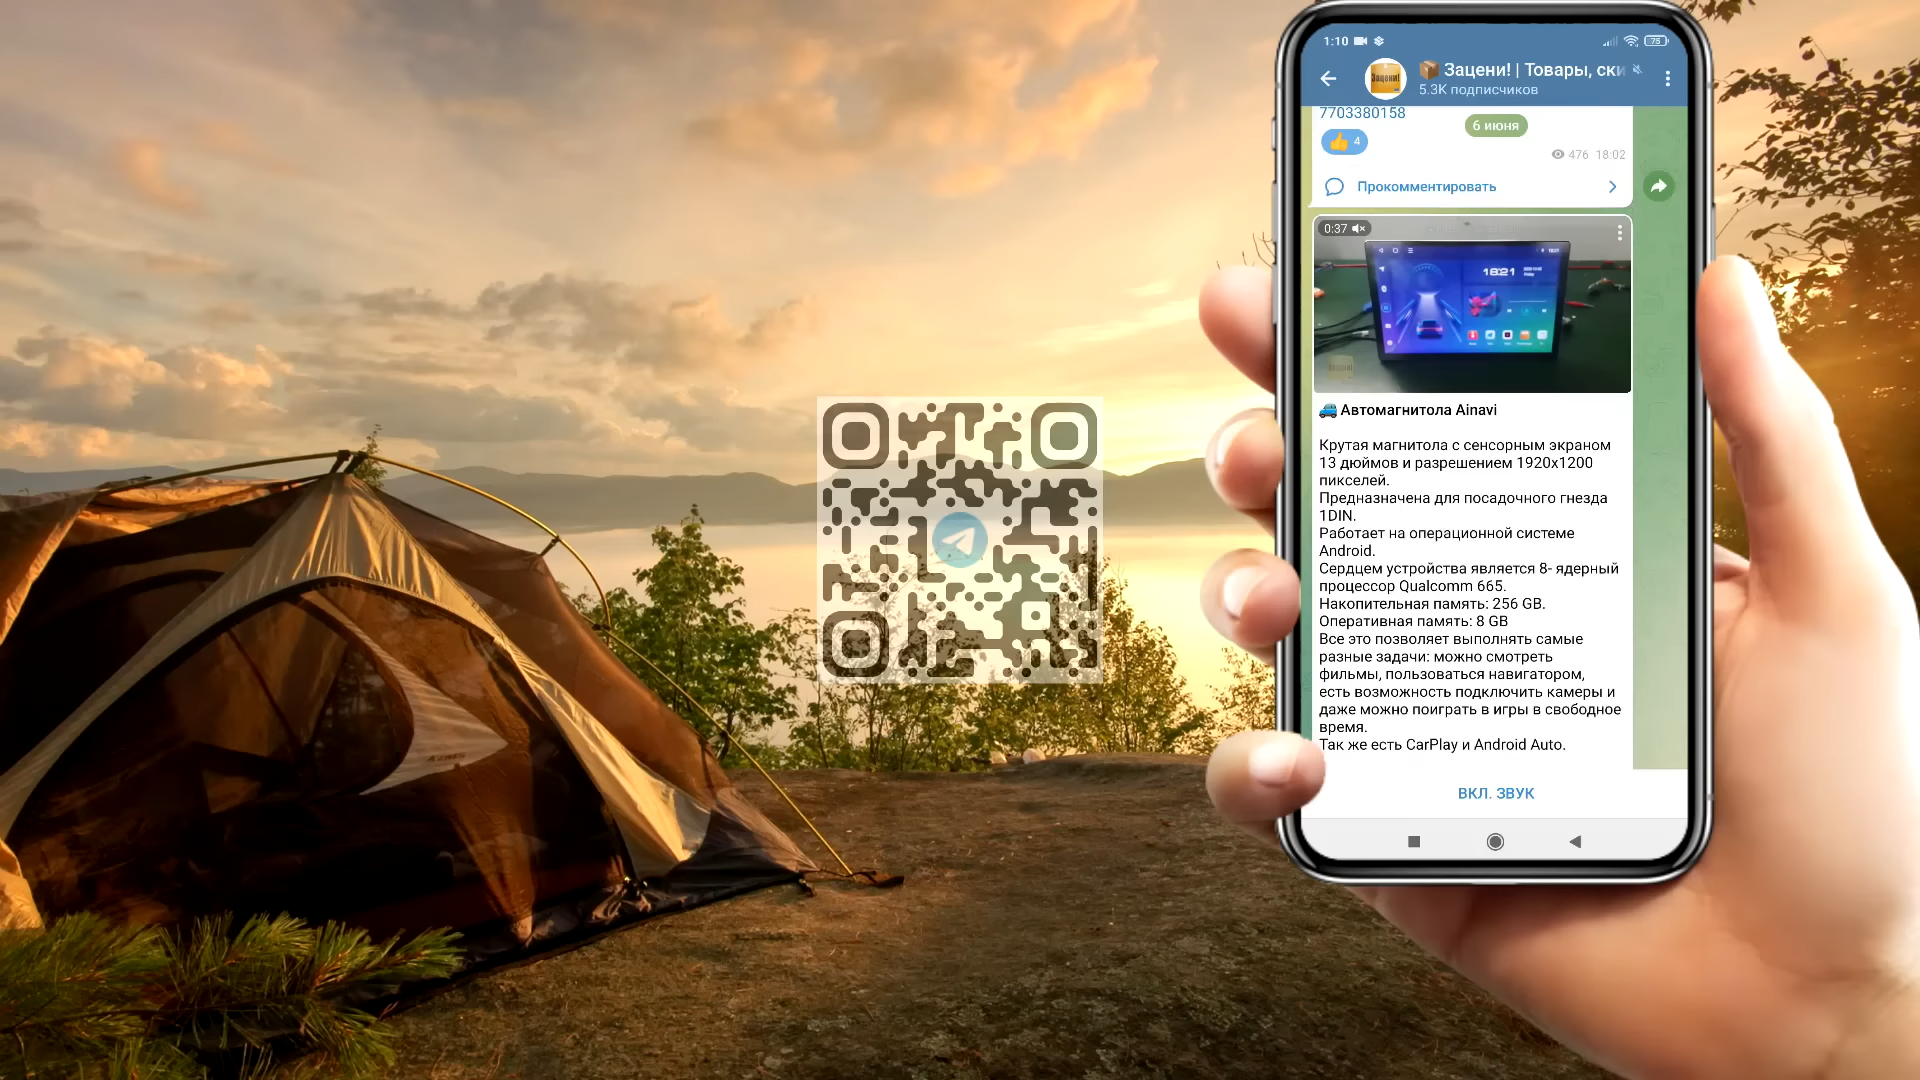 1:10
75
Зацени!
📦 Зацени! | Товары, ски
5.3K подписчиков
7703380158
6 июня
👍 4
476 18:02
Прокомментировать
0:37
18:21
🚙 Автомагнитола Ainavi
Крутая магнитола с сенсорным экраном
13 дюймов и разрешением 1920x1200
пикселей.
Предназначена для посадочного гнезда
1DIN.
Работает на операционной системе
Android.
Сердцем устройства является 8- ядерный
процессор Qualcomm 665.
Накопительная память: 256 GB.
Оперативная память: 8 GB
Все это позволяет выполнять самые
разные задачи: можно смотреть
фильмы, пользоваться навигатором,
есть возможность подключить камеры и
даже можно поиграть в игры в свободное
время.
Так же есть CarPlay и Android Auto.
ВКЛ. ЗВУК